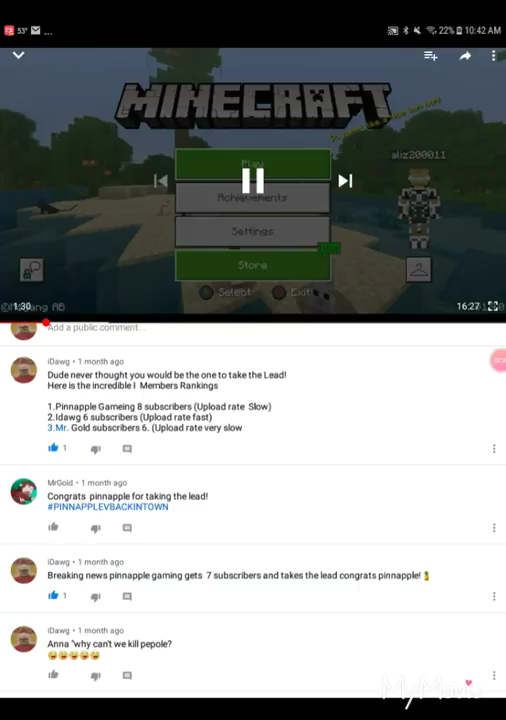 53°
...
22% 10:42 AM
MINECRAFT
aliz200011
Play
Achievements
Settings
Store
Select Exit
1:30
16:27
Add a public comment...
iDawg • 1 month ago
Dude never thought you would be the one to take the Lead!
Here is the incredible I Members Rankings
1.Pinnapple Gameing 8 subscribers (Upload rate Slow)
2.Idawg 6 subscribers (Upload rate fast)
3.Mr. Gold subscribers 6. (Upload rate very slow
1
MrGold • 1 month ago
Congrats pinnapple for taking the lead!
#PINNAPPLEVBACKINTOWN
iDawg • 1 month ago
Breaking news pinnapple gaming gets 7 subscribers and takes the lead congrats pinnapple! 🍍
1
iDawg • 1 month ago
Anna "why can't we kill pepole?
😂😂😂😂😂
My Movie